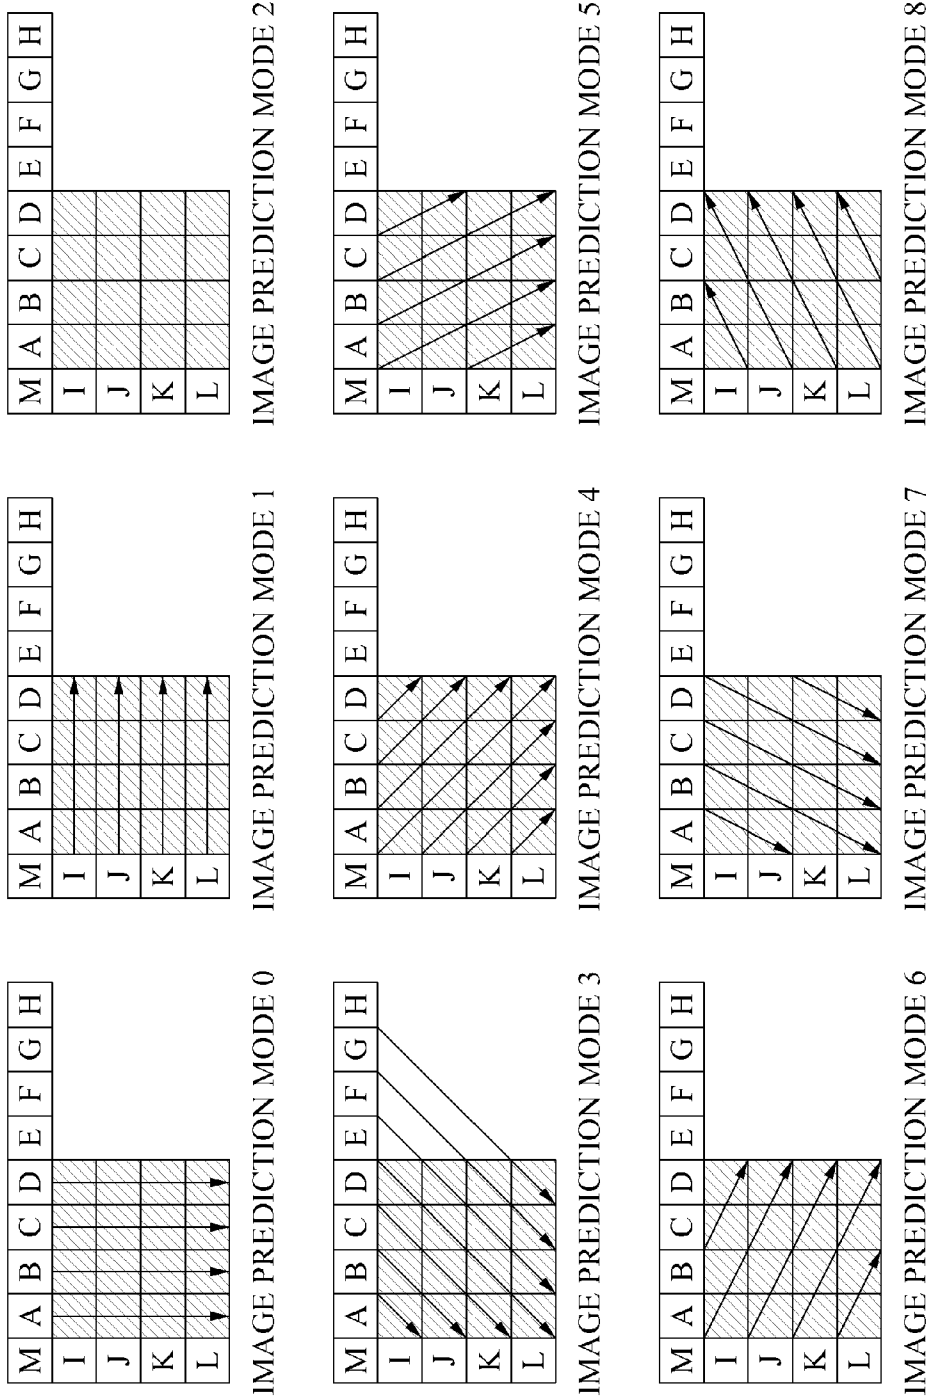 M A B C D E F G H
I
J
K
L
IMAGE PREDICTION MODE 0
M A B C D E F G H
I
J
K
L
IMAGE PREDICTION MODE 1
M A B C D E F G H
I
J
K
L
IMAGE PREDICTION MODE 2
M A B C D E F G H
I
J
K
L
IMAGE PREDICTION MODE 3
M A B C D E F G H
I
J
K
L
IMAGE PREDICTION MODE 4
M A B C D E F G H
I
J
K
L
IMAGE PREDICTION MODE 5
M A B C D E F G H
I
J
K
L
IMAGE PREDICTION MODE 6
M A B C D E F G H
I
J
K
L
IMAGE PREDICTION MODE 7
M A B C D E F G H
I
J
K
L
IMAGE PREDICTION MODE 8